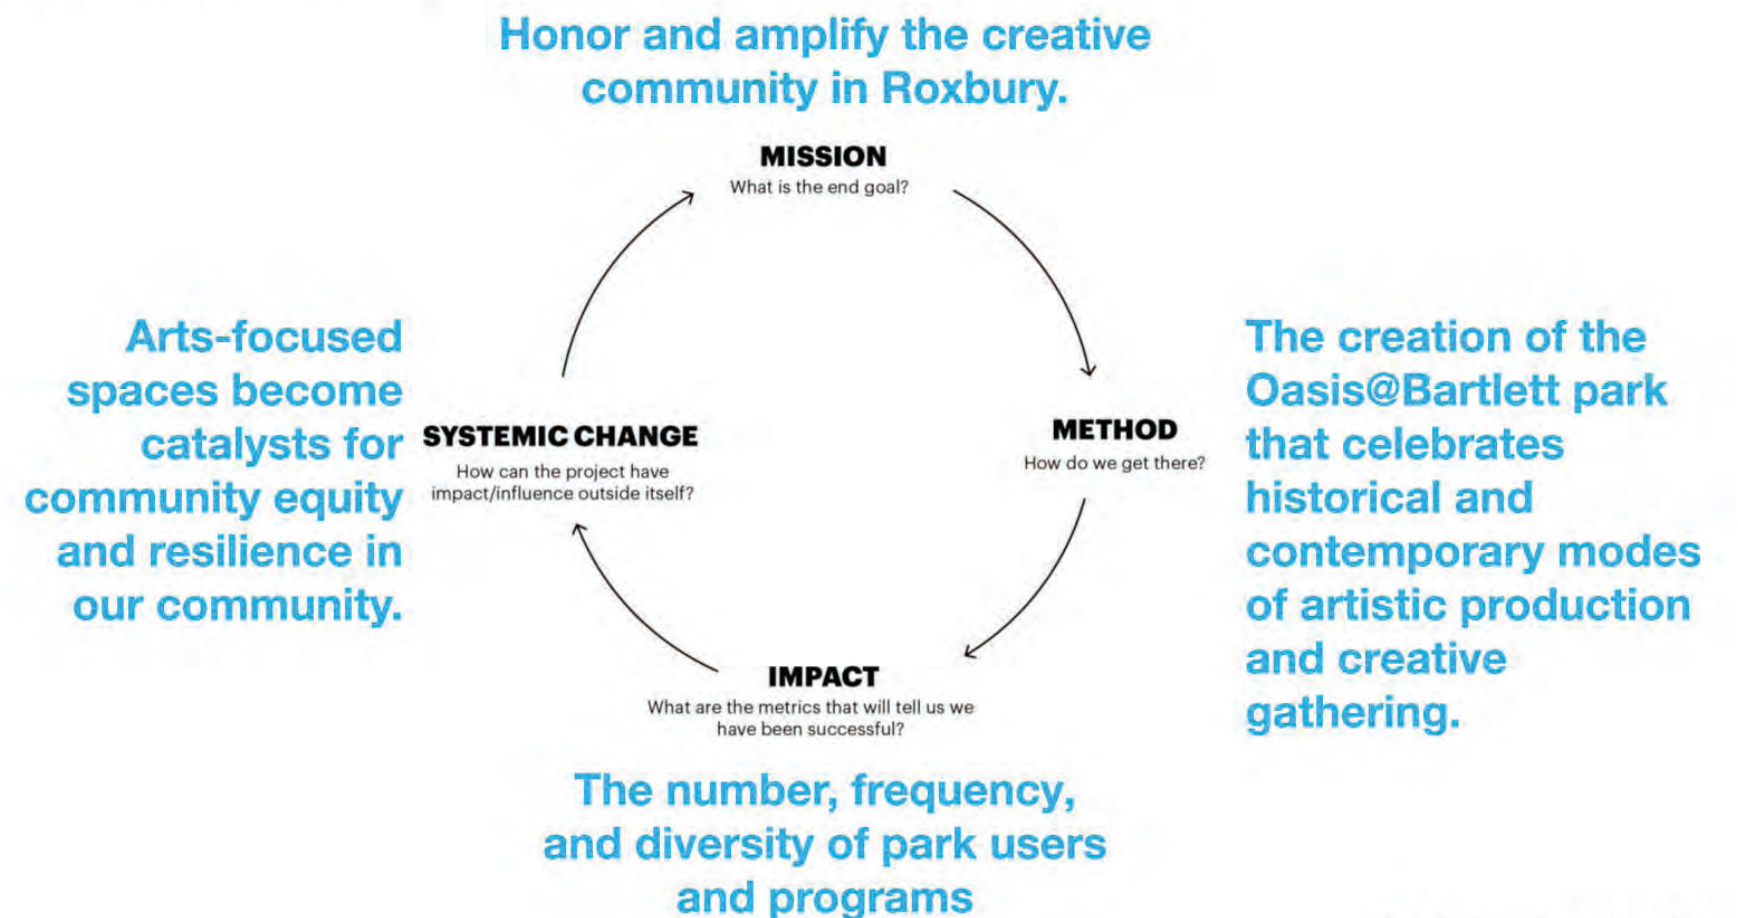 Honor and amplify the creative
community in Roxbury.
MISSION
What is the end goal?
Arts-focused
spaces become
catalysts for
community equity
and resilience in
our community.
SYSTEMIC CHANGE
How can the project have
impact/influence outside itself?
METHOD
How do we get there?
The creation of the
Oasis@Bartlett park
that celebrates
historical and
contemporary modes
of artistic production
and creative
gathering.
IMPACT
What are the metrics that will tell us we
have been successful?
The number, frequency,
and diversity of park users
and programs